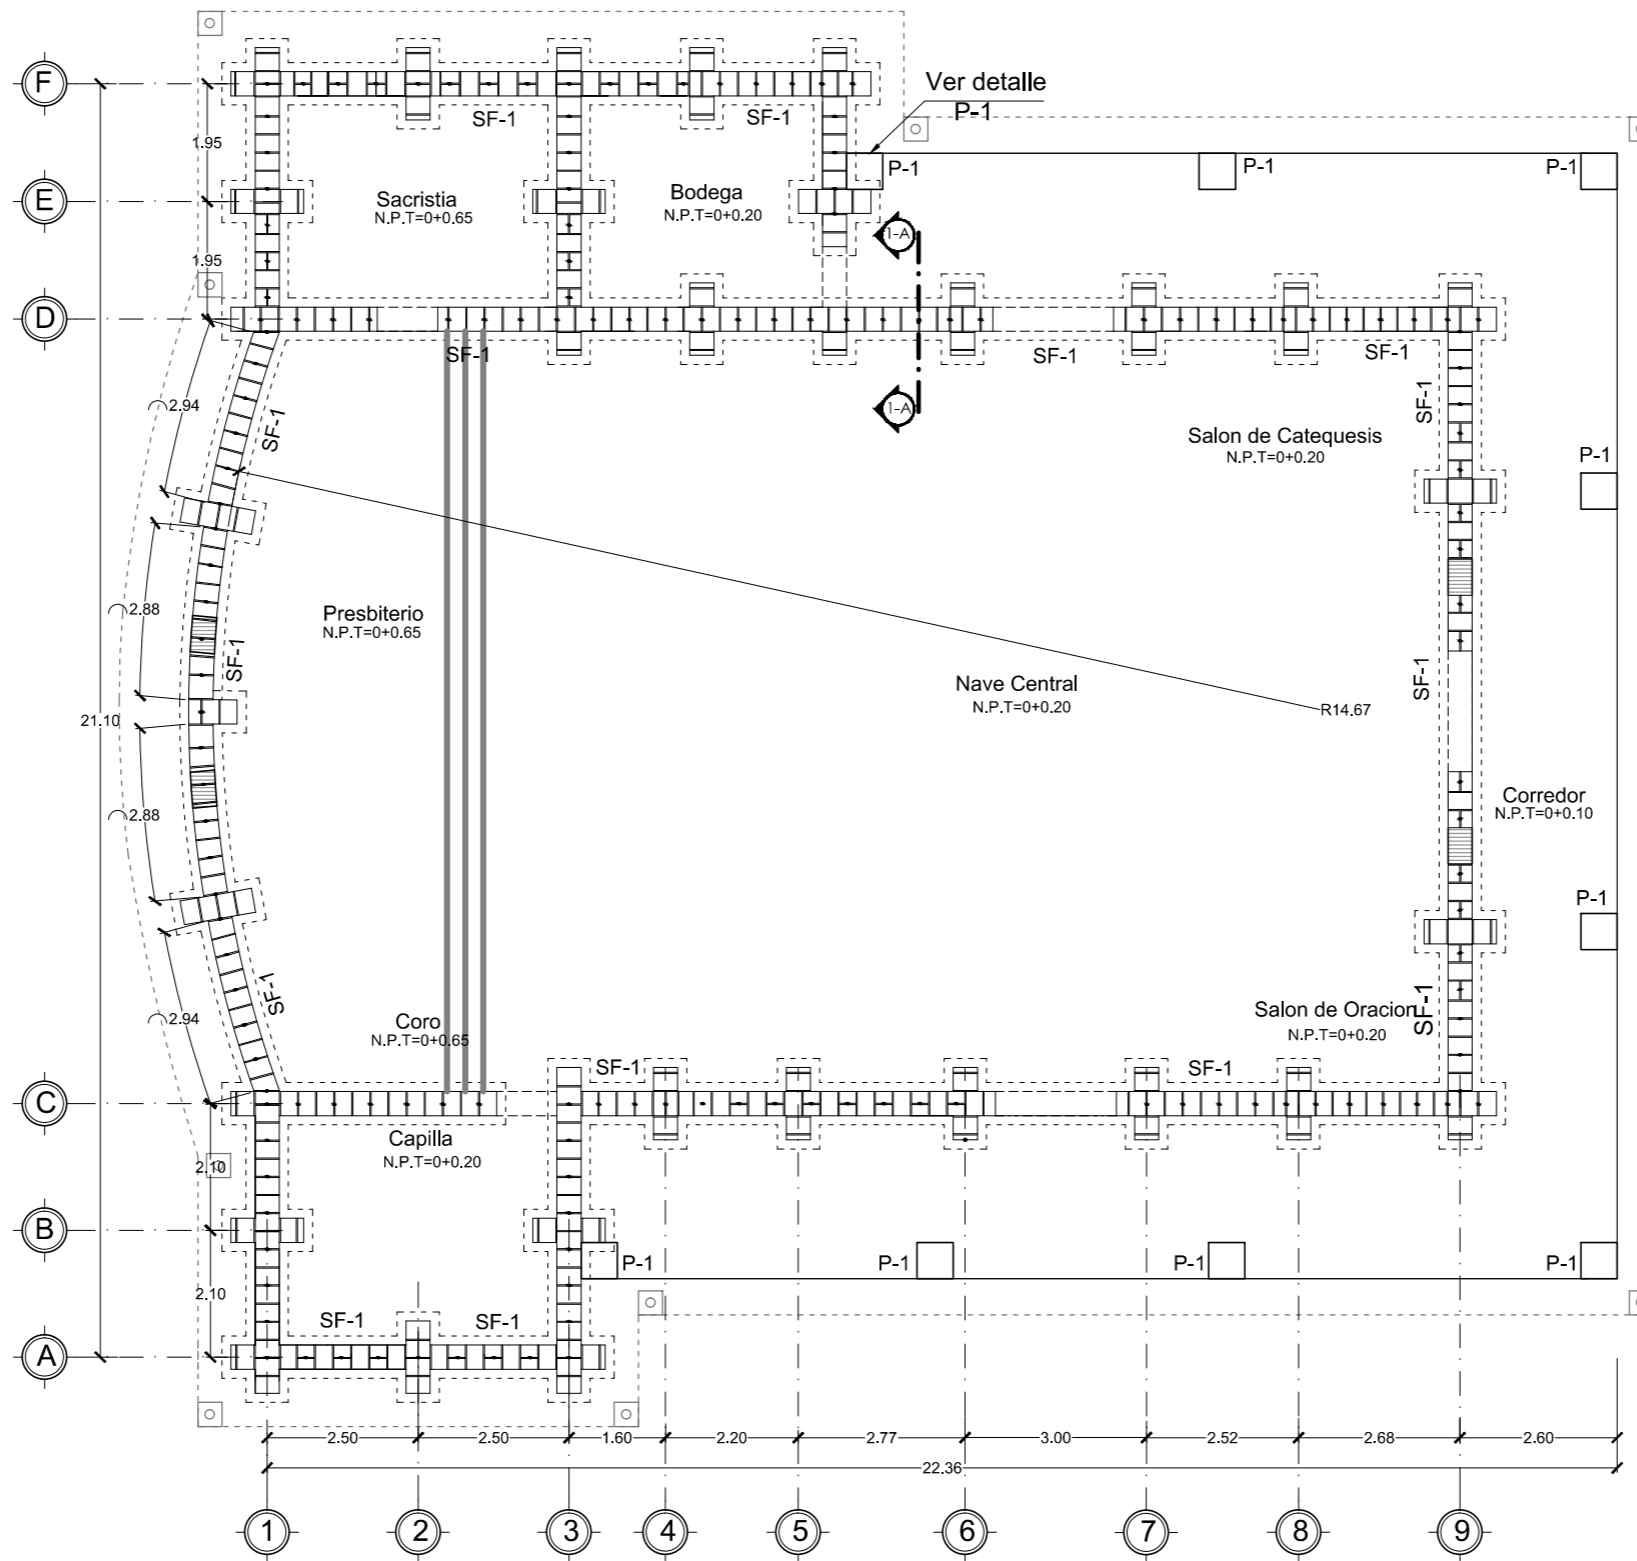 Ver detalle
P-1
F
SF-1
SF-1
1.95
P-1
P-1
P-1
E
Sacristia
N.P.T=0+0.65
Bodega
N.P.T=0+0.20
1-A
1.95
D
SF-1
SF-1
SF-1
1-A
2.94
SF-1
SF-1
Salon de Catequesis
N.P.T=0+0.20
P-1
2.88
Presbiterio
N.P.T=0+0.65
SF-1
SF-1
Nave Central
N.P.T=0+0.20
R14.67
21.10
2.88
Corredor
N.P.T=0+0.10
P-1
2.94
SF-1
Coro
N.P.T=0+0.65
Salon de Oracion
N.P.T=0+0.20
SF-1
SF-1
SF-1
C
Capilla
N.P.T=0+0.20
2.10
B
P-1
P-1
P-1
P-1
2.10
SF-1
SF-1
A
2.50
2.50
1.60
2.20
2.77
3.00
2.52
2.68
2.60
22.36
1
2
3
4
5
6
7
8
9